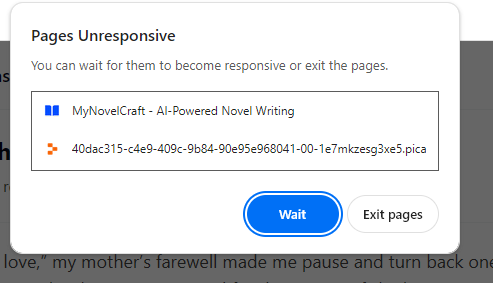 Pages Unresponsive
You can wait for them to become responsive or exit the pages.
MyNovelCraft - AI-Powered Novel Writing
40dac315-c4e9-409c-9b84-90e95e968041-00-1e7mkzesg3xe5.pica
Wait
Exit pages
love,” my mother’s farewell made me pause and turn back one